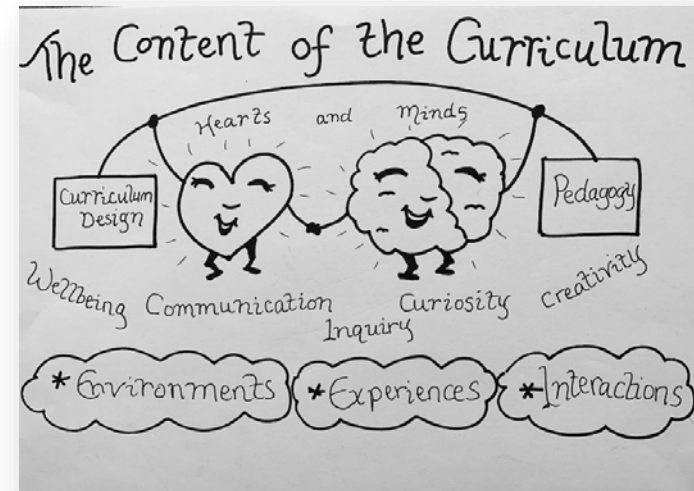 The Content of the Curriculum
Hearts and Minds
Curriculum
Design
Pedagogy
Wellbeing Communication Curiosity Creativity
Inquiry
*Environments *Experiences *Interactions